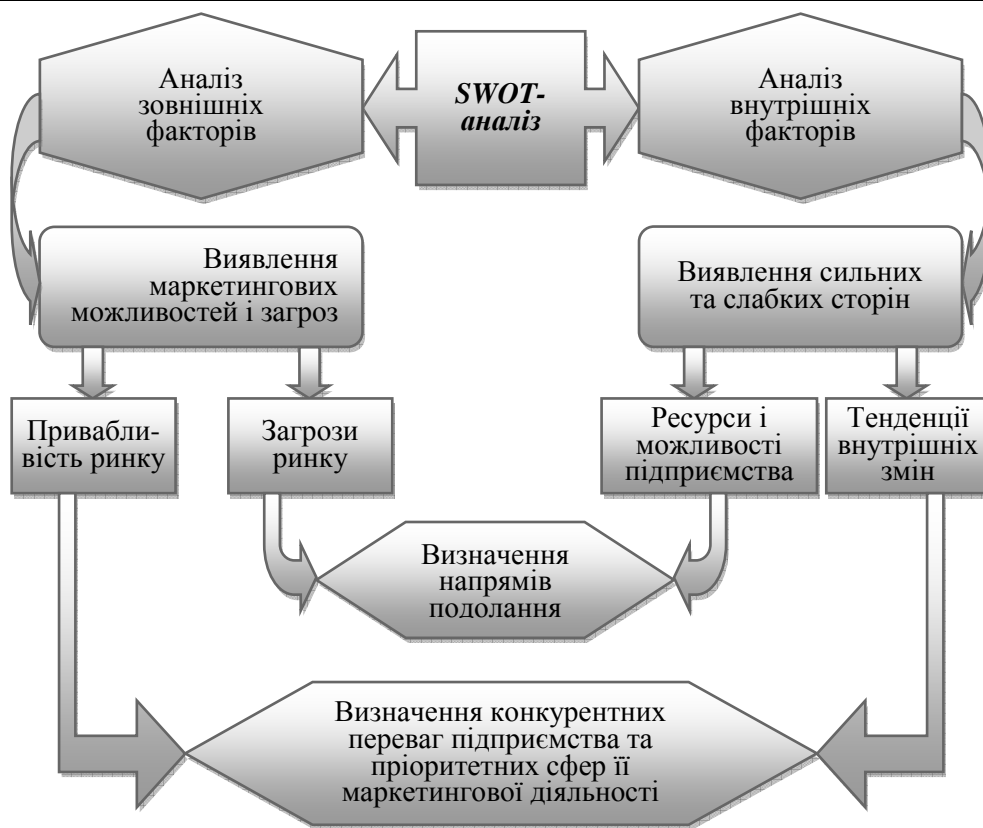 Аналіз
зовнішніх
факторів
SWOT-
аналіз
Аналіз
внутрішніх
факторів
Виявлення
маркетингових
можливостей і загроз
Виявлення сильних
та слабких сторін
Привабли-
вість ринку
Загрози
ринку
Ресурси і
можливості
підприємства
Тенденції
внутрішніх
змін
Визначення
напрямів
подолання
Визначення конкурентних
переваг підприємства та
пріоритетних сфер її
маркетингової діяльності